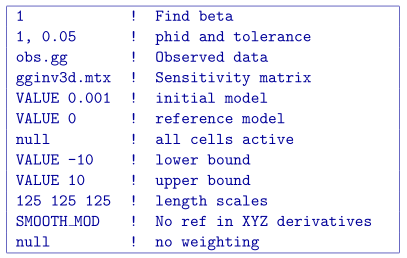 1 ! Find beta
1, 0.05 ! phid and tolerance
obs.gg ! Observed data
gginv3d.mtx ! Sensitivity matrix
VALUE 0.001 ! initial model
VALUE 0 ! reference model
null ! all cells active
VALUE -10 ! lower bound
VALUE 10 ! upper bound
125 125 125 ! length scales
SMOOTH_MOD ! No ref in XYZ derivatives
null ! no weighting